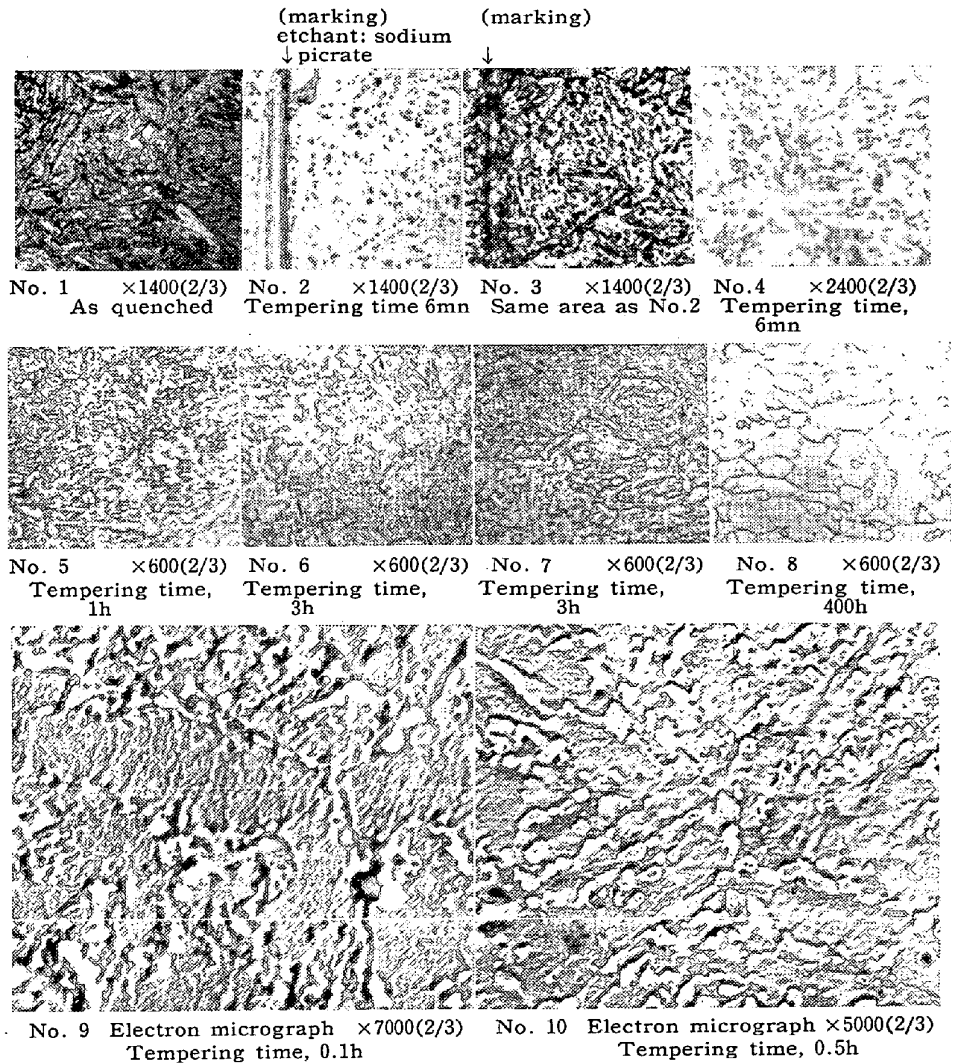 (marking)
etchant: sodium
↓ picrate
(marking)
↓
No. 1 ×1400(2/3)
As quenched
No. 2 ×1400(2/3)
Tempering time 6mn
No. 3 ×1400(2/3)
Same area as No.2
No.4 ×2400(2/3)
Tempering time,
6mn
No. 5 ×600(2/3)
Tempering time,
1h
No. 6 ×600(2/3)
Tempering time,
3h
No. 7 ×600(2/3)
Tempering time,
3h
No. 8 ×600(2/3)
Tempering time,
400h
No. 9 Electron micrograph ×7000(2/3)
Tempering time, 0.1h
No. 10 Electron micrograph ×5000(2/3)
Tempering time, 0.5h